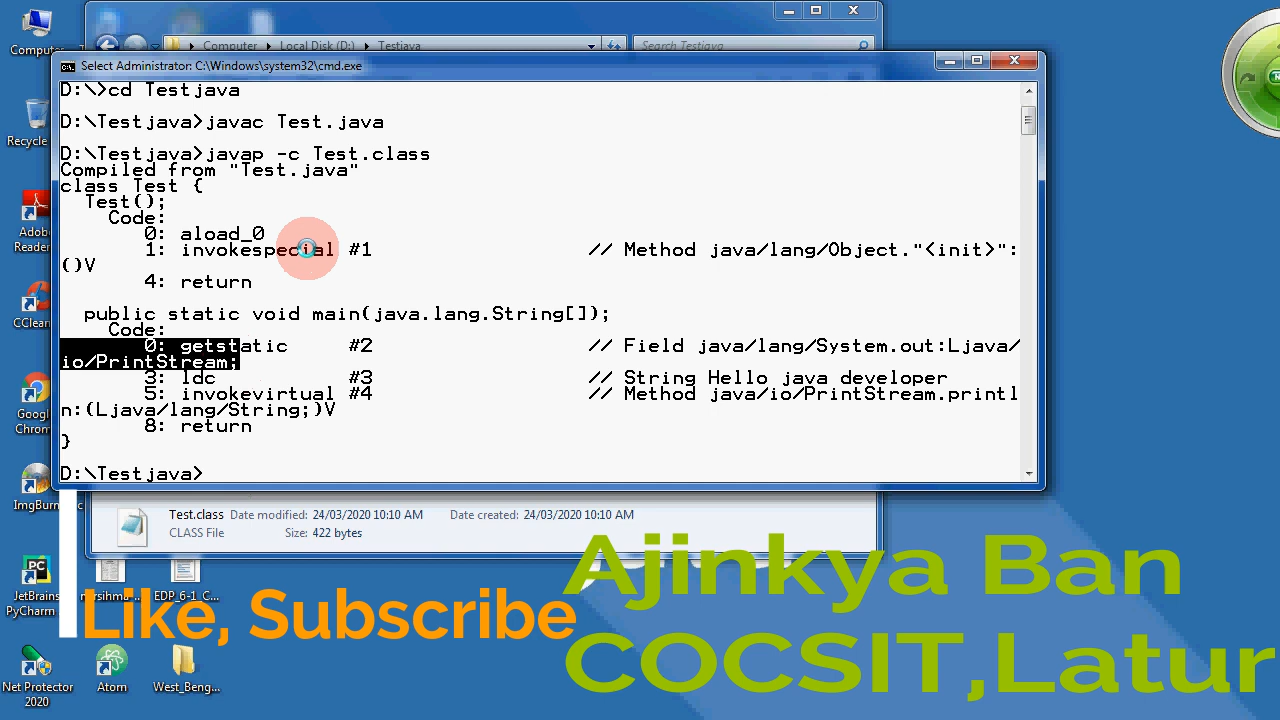 Computer
Local Disk (D:)
Testjava
Search Testjava
Select Administrator: C:\Windows\system32\cmd.exe
D:\>cd Testjava
D:\Testjava>javac Test.java
D:\Testjava>javap -c Test.class
Compiled from "Test.java"
class Test {
Test();
Code:
0: aload_0
1: invokespecial #1 // Method java/lang/Object."<init>":
()V
4: return
public static void main(java.lang.String[]);
Code:
0: getstatic #2 // Field java/lang/System.out:Ljava/
io/PrintStream;
3: ldc #3 // String Hello java developer
5: invokevirtual #4 // Method java/io/PrintStream.printl
n:(Ljava/lang/String;)V
8: return
}
D:\Testjava>
Test.class Date modified: 24/03/2020 10:10 AM Date created: 24/03/2020 10:10 AM
CLASS File Size: 422 bytes
Computer
Recycle
Adob
Reader
CClean
Google
Chrom
ImgBurn
JetBrains
PyCharm
EDP_6-1_C...
Net Protector
2020
Atom
West_Beng...
Like, Subscribe
Ajinkya Ban
COCSIT,Latur